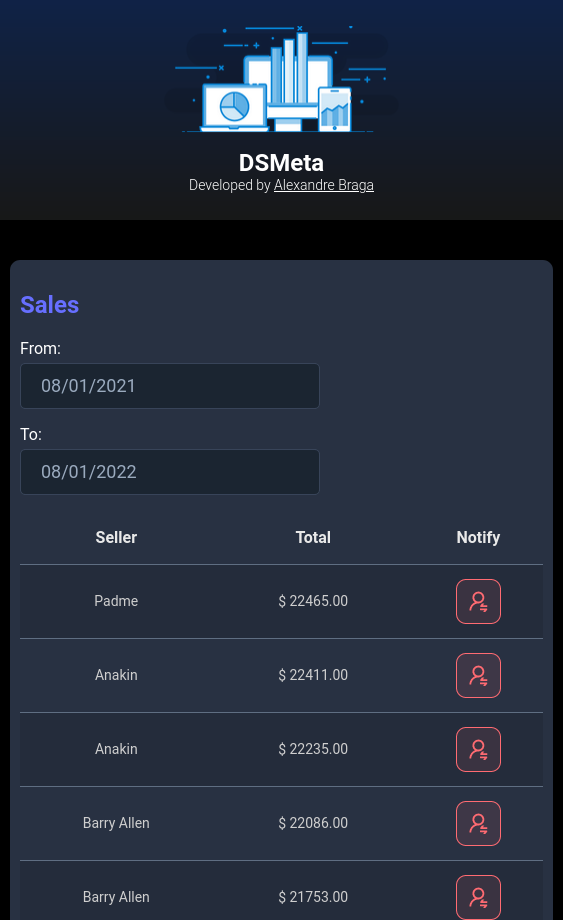 DSMeta
Developed by Alexandre Braga
Sales
From:
08/01/2021
To:
08/01/2022
Seller Total Notify
Padme $ 22465.00
Anakin $ 22411.00
Anakin $ 22235.00
Barry Allen $ 22086.00
Barry Allen $ 21753.00